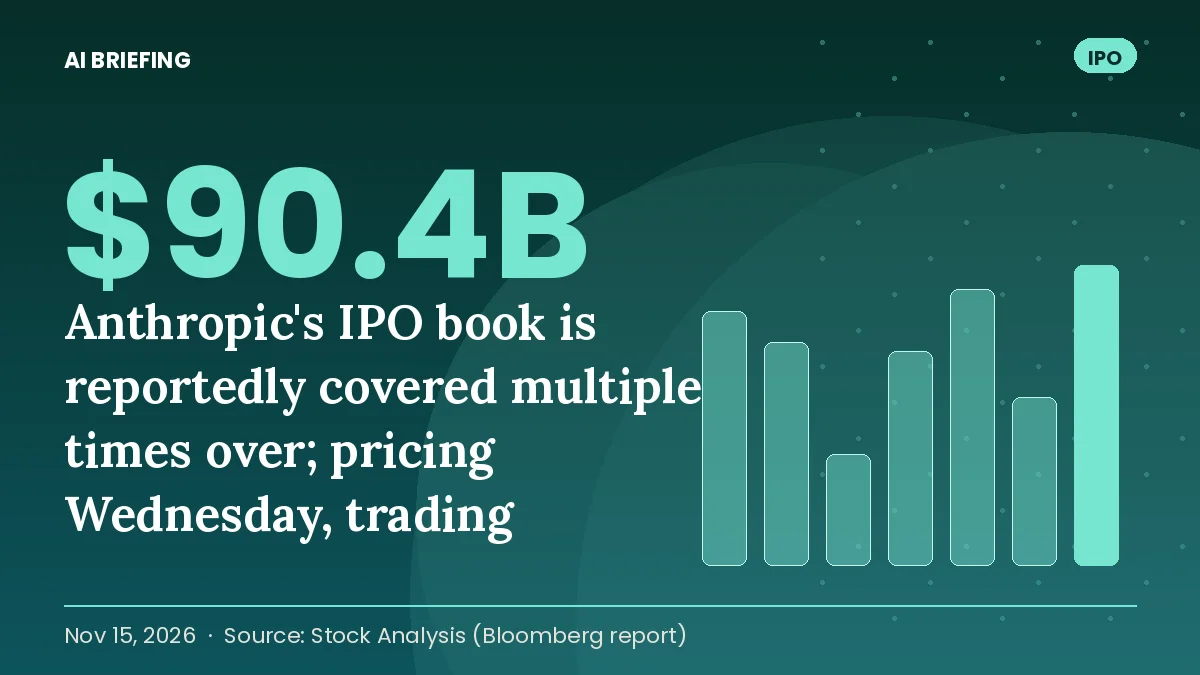 AI BRIEFING
IPO
$90.4B
Anthropic's IPO book is
reportedly covered multiple
times over; pricing
Wednesday, trading
Nov 15, 2026 · Source: Stock Analysis (Bloomberg report)